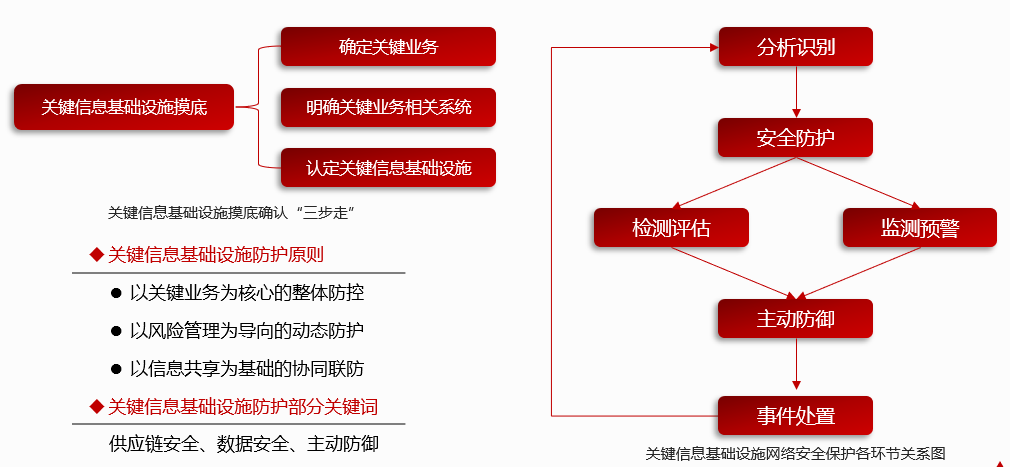 关键信息基础设施摸底
确定关键业务
明确关键业务相关系统
认定关键信息基础设施
关键信息基础设施摸底确认“三步走”
关键信息基础设施防护原则
以关键业务为核心的整体防控
以风险管理为导向的动态防护
以信息共享为基础的协同联防
关键信息基础设施防护部分关键词
供应链安全、数据安全、主动防御
分析识别
安全防护
检测评估
监测预警
主动防御
事件处置
关键信息基础设施网络安全保护各环节关系图